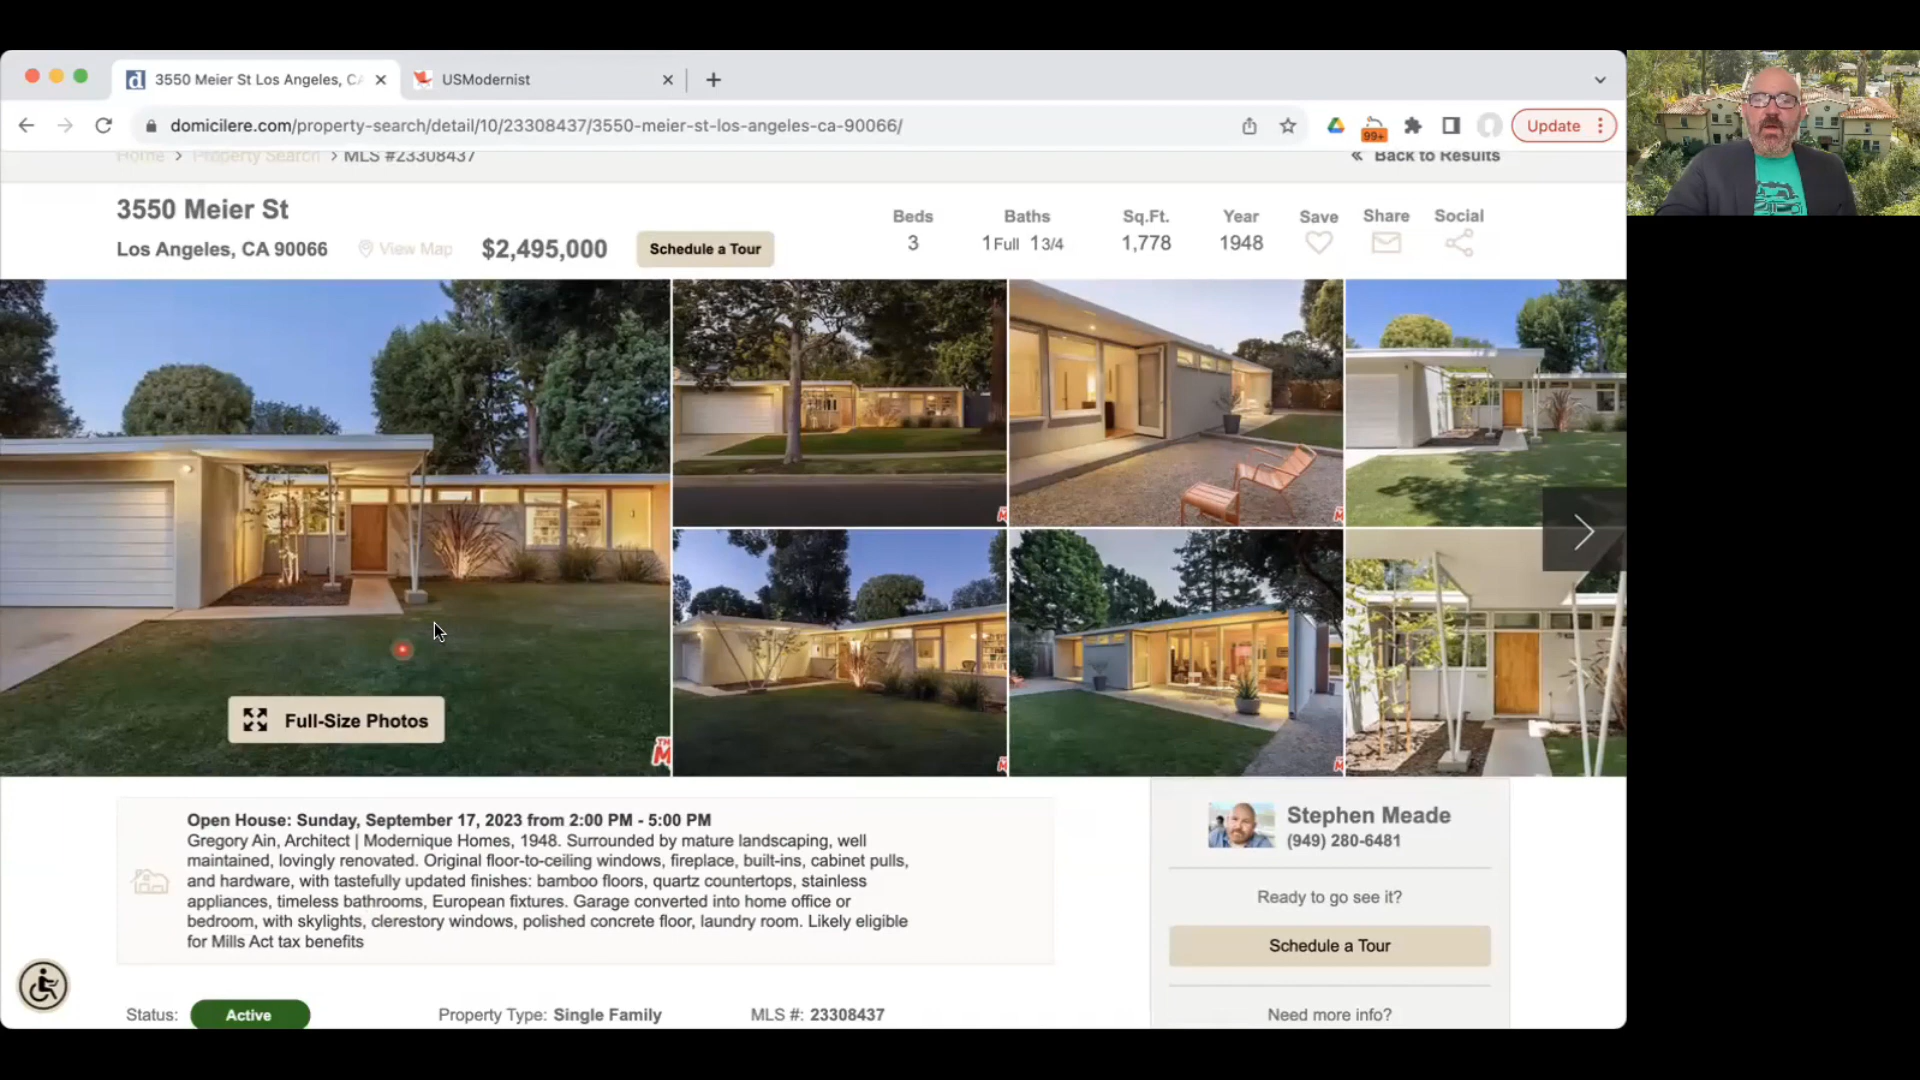 3550 Meier St Los Angeles, CA
USModernist
domicilere.com/property-search/detail/10/23308437/3550-meier-st-los-angeles-ca-90066/
99+
Update
Home > Property Search > MLS #23308437
« Back to Results
3550 Meier St
Los Angeles, CA 90066
View Map
$2,495,000
Schedule a Tour
Beds
3
Baths
1 Full 1 3/4
Sq.Ft.
1,778
Year
1948
Save
Share
Social
Full-Size Photos
Open House: Sunday, September 17, 2023 from 2:00 PM - 5:00 PM
Gregory Ain, Architect | Modernique Homes, 1948. Surrounded by mature landscaping, well
maintained, lovingly renovated. Original floor-to-ceiling windows, fireplace, built-ins, cabinet pulls,
and hardware, with tastefully updated finishes: bamboo floors, quartz countertops, stainless
appliances, timeless bathrooms, European fixtures. Garage converted into home office or
bedroom, with skylights, clerestory windows, polished concrete floor, laundry room. Likely eligible
for Mills Act tax benefits
Stephen Meade
(949) 280-6481
Ready to go see it?
Schedule a Tour
Need more info?
Status: Active
Property Type: Single Family
MLS #: 23308437